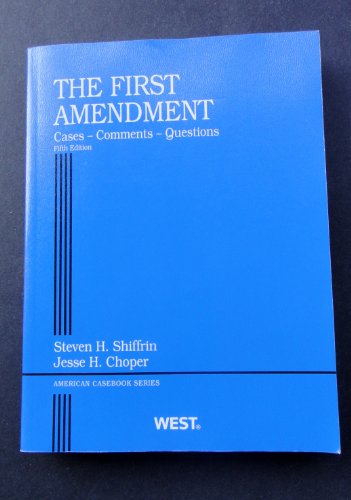 THE FIRST
AMENDMENT
Cases ~ Comments ~ Questions
Fifth Edition
Steven H. Shiffrin
Jesse H. Choper
AMERICAN CASEBOOK SERIES
WEST®